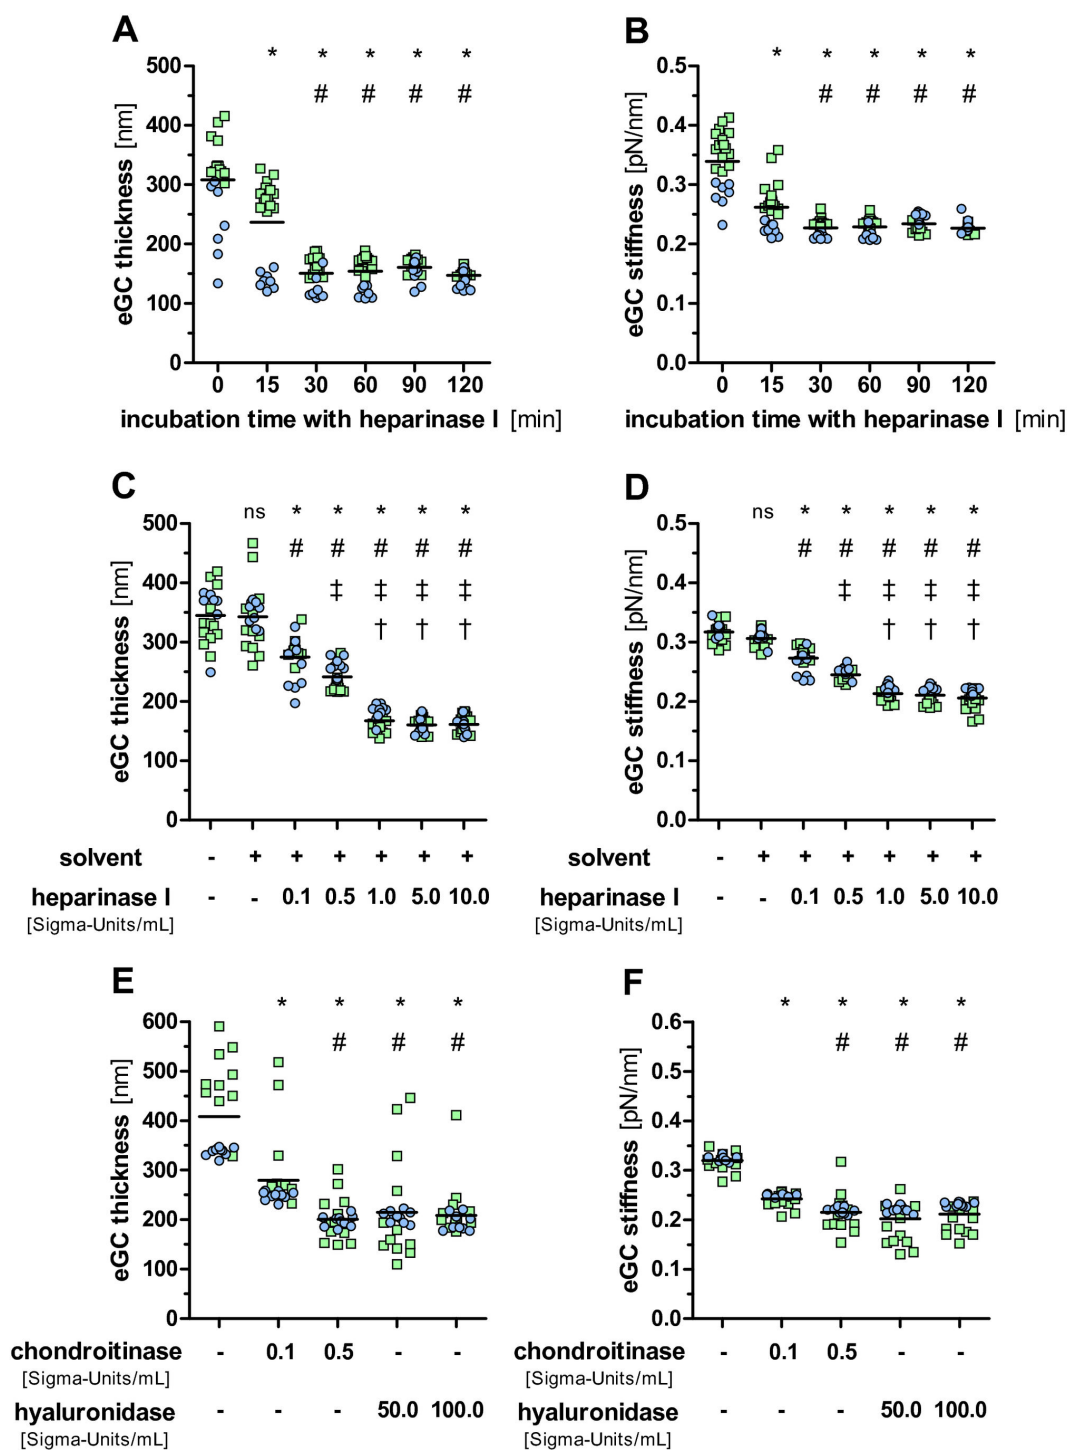 A
* * * * *
# # # #
eGC thickness [nm]
500
400
300
200
100
0
0 15 30 60 90 120
incubation time with heparinase I [min]
B
* * * * *
# # # #
eGC stiffness [pN/nm]
0.5
0.4
0.3
0.2
0.1
0.0
0 15 30 60 90 120
incubation time with heparinase I [min]
C
ns * * * * *
# # # # #
‡ ‡ ‡ ‡
† † †
eGC thickness [nm]
500
400
300
200
100
0
solvent - + + + + + +
heparinase I - - 0.1 0.5 1.0 5.0 10.0
[Sigma-Units/mL]
D
ns * * * * *
# # # # #
‡ ‡ ‡ ‡
† † †
eGC stiffness [pN/nm]
0.5
0.4
0.3
0.2
0.1
0.0
solvent - + + + + + +
heparinase I - - 0.1 0.5 1.0 5.0 10.0
[Sigma-Units/mL]
E
* * * *
# # #
eGC thickness [nm]
600
500
400
300
200
100
0
chondroitinase - 0.1 0.5 - -
[Sigma-Units/mL]
hyaluronidase - - - 50.0 100.0
[Sigma-Units/mL]
F
* * * *
# # #
eGC stiffness [pN/nm]
0.6
0.5
0.4
0.3
0.2
0.1
0.0
chondroitinase - 0.1 0.5 - -
[Sigma-Units/mL]
hyaluronidase - - - 50.0 100.0
[Sigma-Units/mL]